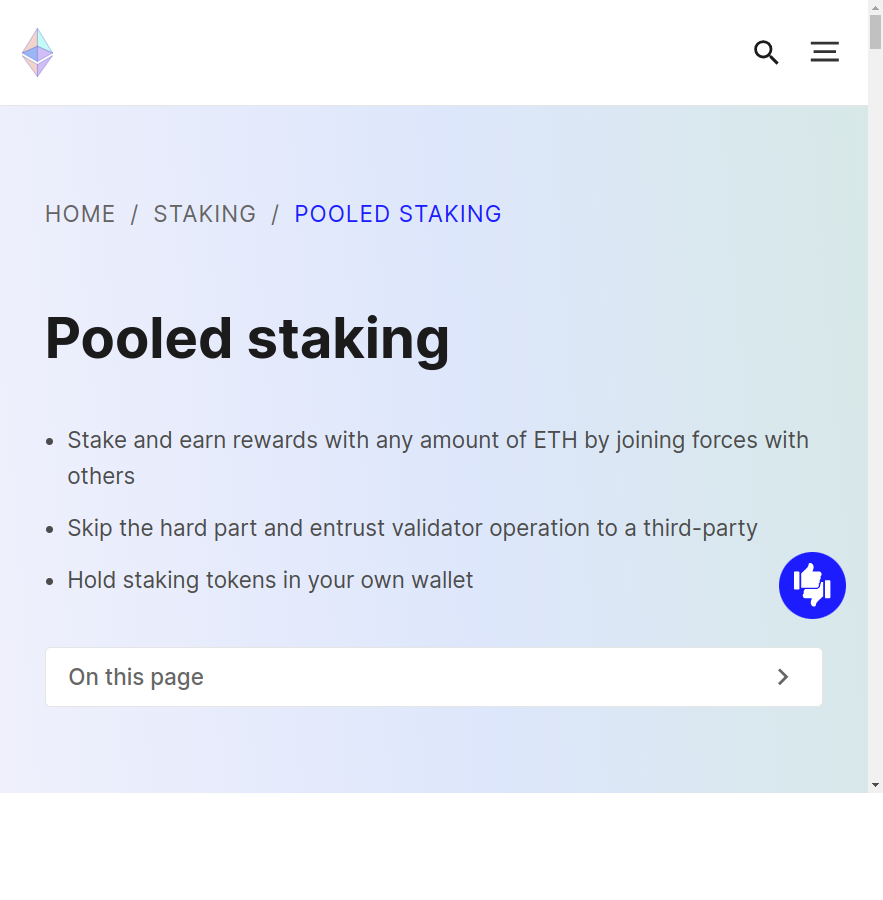 HOME / STAKING / POOLED STAKING
Pooled staking
• Stake and earn rewards with any amount of ETH by joining forces with
others
• Skip the hard part and entrust validator operation to a third-party
• Hold staking tokens in your own wallet
On this page